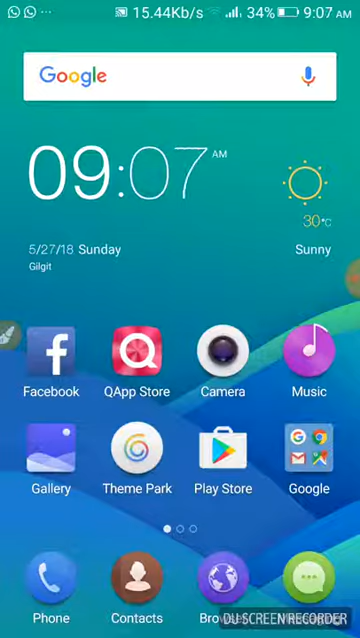 15.44Kb/s 34% 9:07 AM
Google
09:07 AM
30°C
5/27/18 Sunday
Sunny
Gilgit
Facebook QApp Store Camera Music
Gallery Theme Park Play Store Google
Phone Contacts
DU SCREEN RECORDER